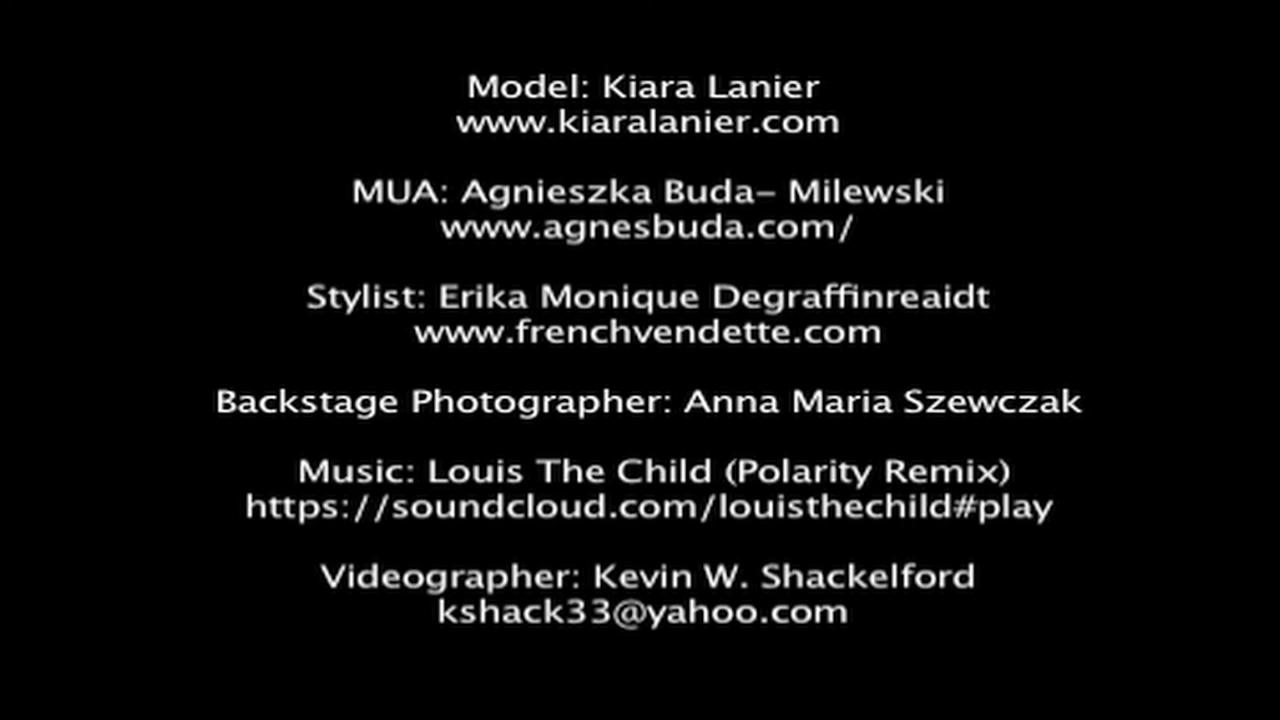 Model: Kiara Lanier
www.kiaralanier.com
MUA: Agnieszka Buda– Milewski
www.agnesbuda.com/
Stylist: Erika Monique Degraffinreaidt
www.frenchvendette.com
Backstage Photographer: Anna Maria Szewczak
Music: Louis The Child (Polarity Remix)
https://soundcloud.com/louisthechild#play
Videographer: Kevin W. Shackelford
kshack33@yahoo.com